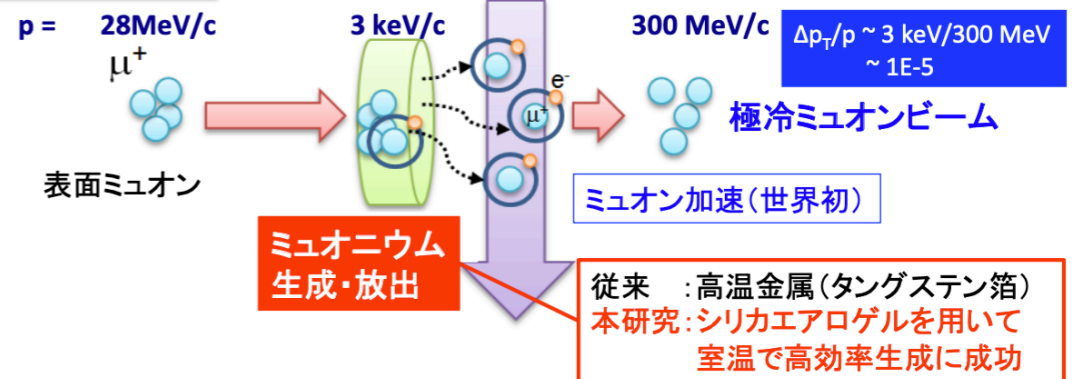 p = 28MeV/c 3 keV/c 300 MeV/c
Δp_T/p ~ 3 keV/300 MeV
~ 1E-5
μ⁺
e⁻
μ⁺
極冷ミュオンビーム
表面ミュオン
ミュオン加速(世界初)
ミュオニウム
生成・放出
従来 :高温金属(タングステン箔)
本研究:シリカエアロゲルを用いて
室温で高効率生成に成功